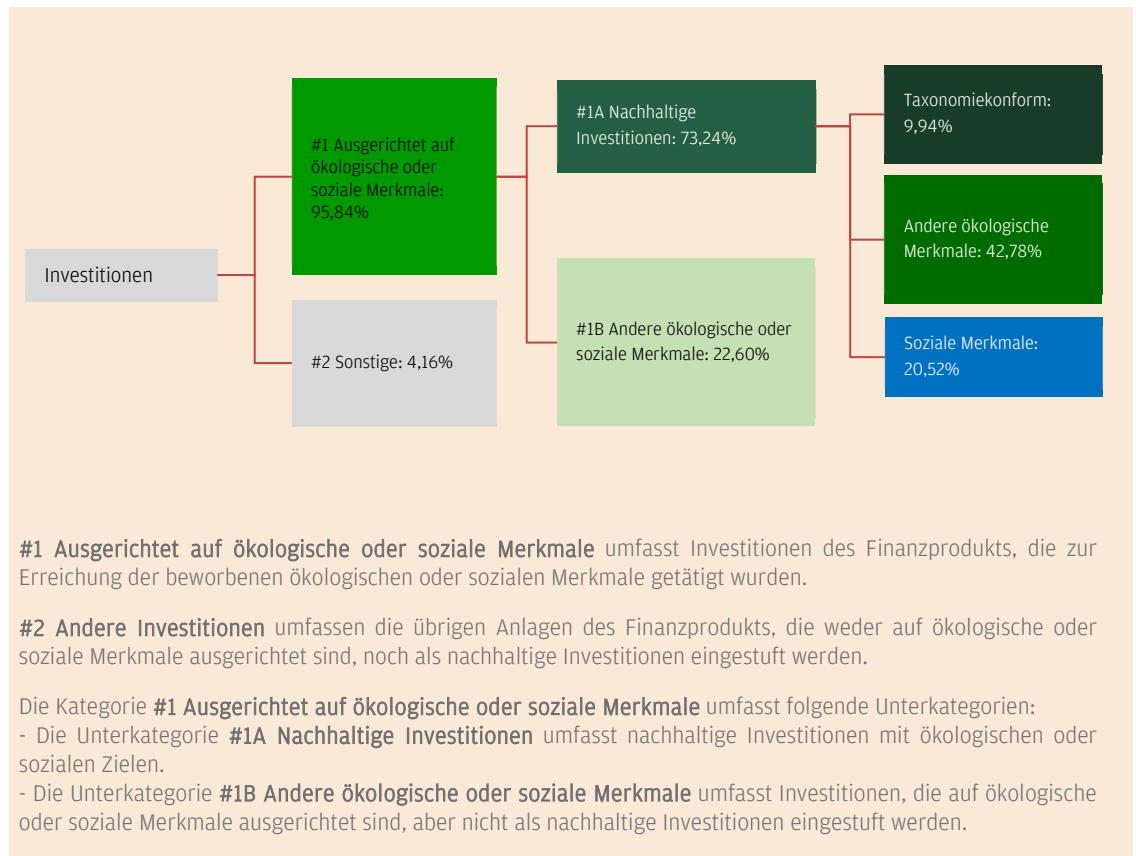 Investitionen
#1 Ausgerichtet auf
ökologische oder
soziale Merkmale:
95,84%
#2 Sonstige: 4,16%
#1A Nachhaltige
Investitionen: 73,24%
#1B Andere ökologische oder
soziale Merkmale: 22,60%
Taxonomiekonform:
9,94%
Andere ökologische
Merkmale: 42,78%
Soziale Merkmale:
20,52%
#1 Ausgerichtet auf ökologische oder soziale Merkmale umfasst Investitionen des Finanzprodukts, die zur
Erreichung der beworbenen ökologischen oder sozialen Merkmale getätigt wurden.
#2 Andere Investitionen umfassen die übrigen Anlagen des Finanzprodukts, die weder auf ökologische oder
soziale Merkmale ausgerichtet sind, noch als nachhaltige Investitionen eingestuft werden.
Die Kategorie #1 Ausgerichtet auf ökologische oder soziale Merkmale umfasst folgende Unterkategorien:
- Die Unterkategorie #1A Nachhaltige Investitionen umfasst nachhaltige Investitionen mit ökologischen oder
sozialen Zielen.
- Die Unterkategorie #1B Andere ökologische oder soziale Merkmale umfasst Investitionen, die auf ökologische
oder soziale Merkmale ausgerichtet sind, aber nicht als nachhaltige Investitionen eingestuft werden.